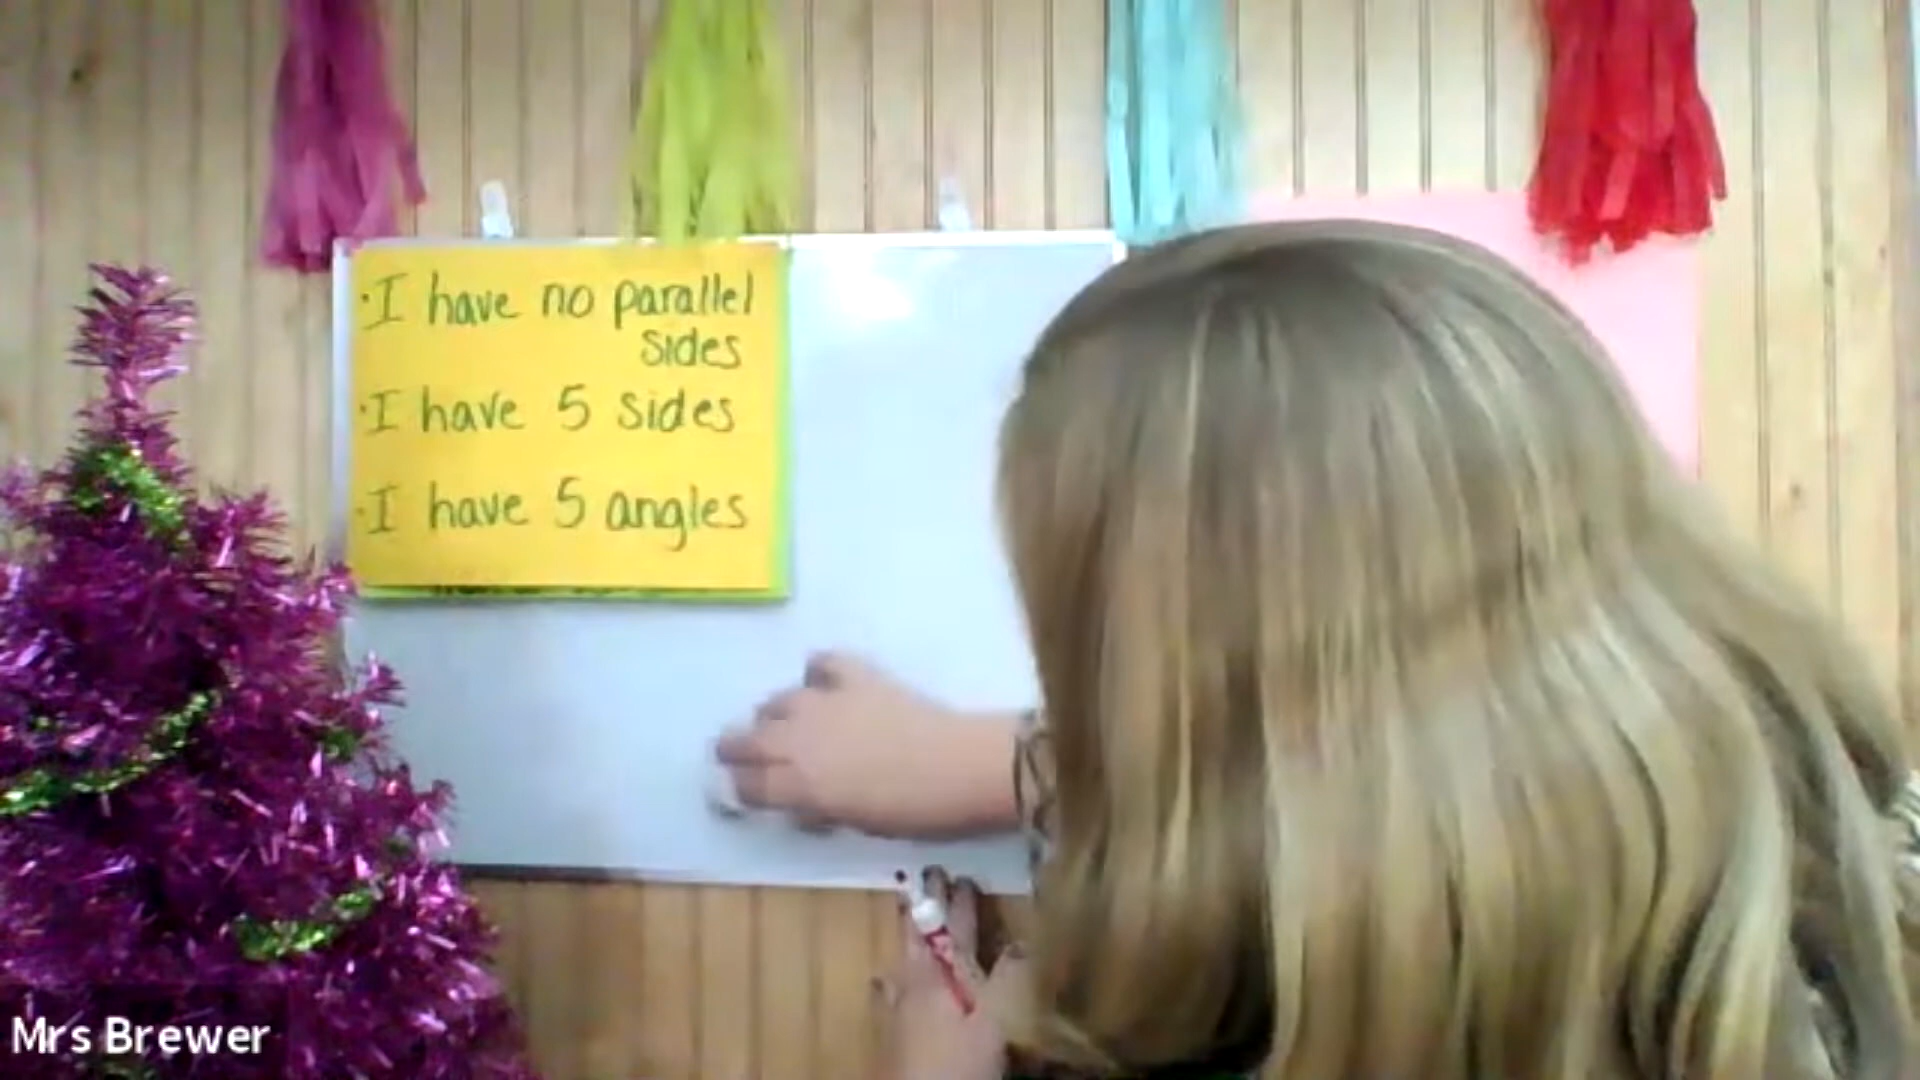 ·I have no parallel
sides
·I have 5 sides
·I have 5 angles
Mrs Brewer